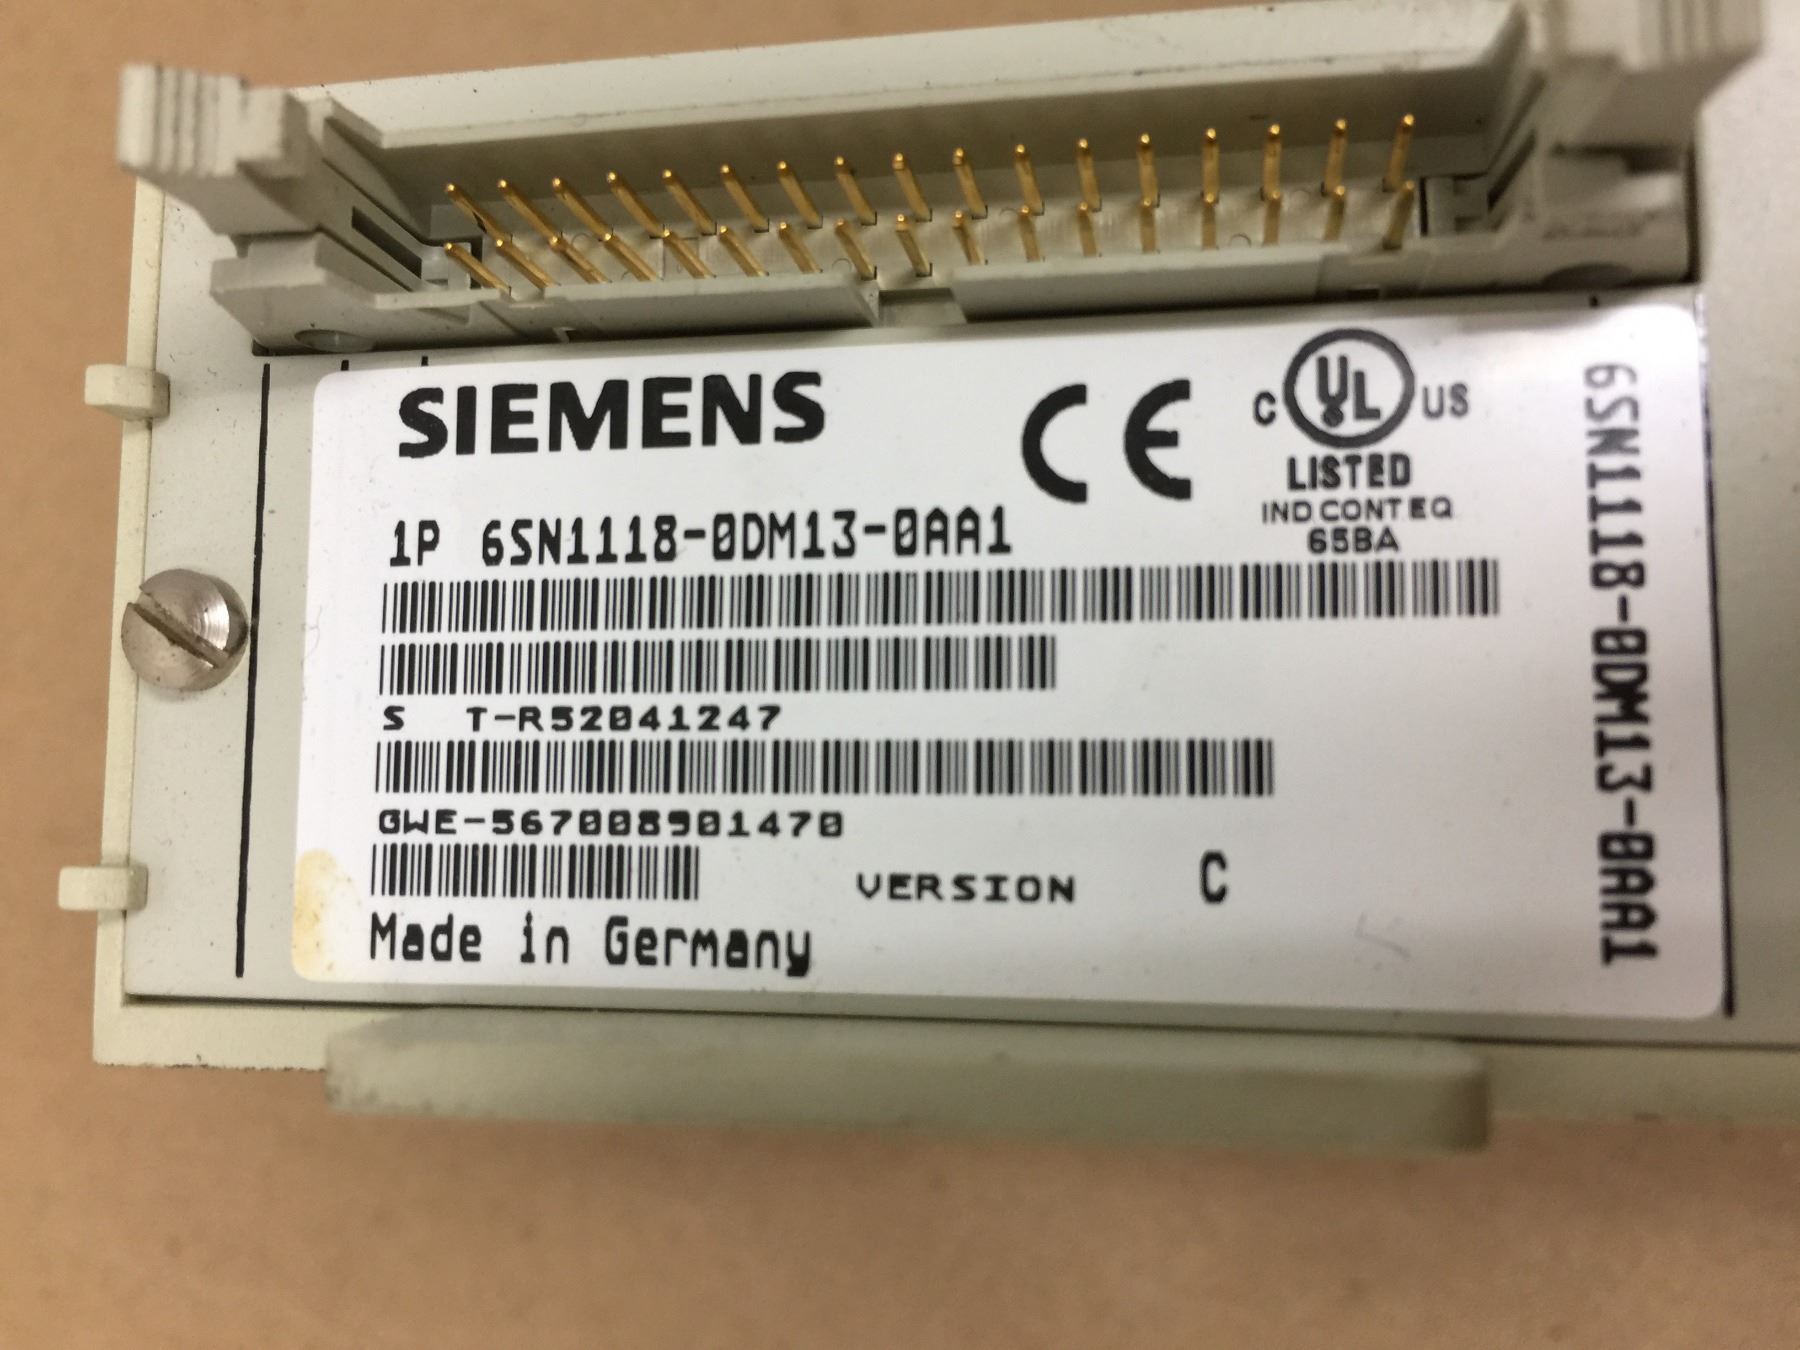 SIEMENS
CE
C UL US
LISTED
IND.CONT.EQ
65BA
1P 6SN1118-0DM13-0AA1
S T-R52041247
GWE-567008901470
VERSION C
Made in Germany
6SN1118-0DM13-0AA1